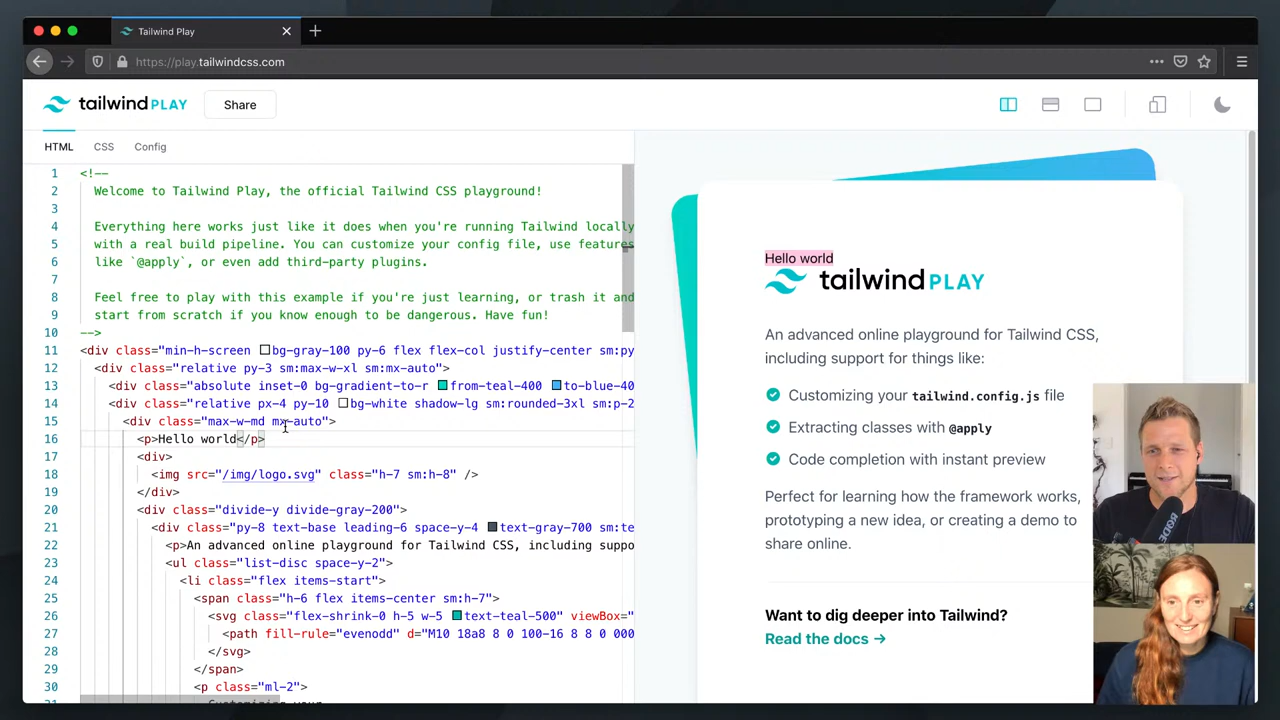 Tailwind Play
https://play.tailwindcss.com
tailwind PLAY
Share
HTML CSS Config
1 <!--
2 Welcome to Tailwind Play, the official Tailwind CSS playground!
3
4 Everything here works just like it does when you're running Tailwind locally
5 with a real build pipeline. You can customize your config file, use features
6 like `@apply`, or even add third-party plugins.
7
8 Feel free to play with this example if you're just learning, or trash it and
9 start from scratch if you know enough to be dangerous. Have fun!
10 -->
11 <div class="min-h-screen bg-gray-100 py-6 flex flex-col justify-center sm:py
12 <div class="relative py-3 sm:max-w-xl sm:mx-auto">
13 <div class="absolute inset-0 bg-gradient-to-r from-teal-400 to-blue-40
14 <div class="relative px-4 py-10 bg-white shadow-lg sm:rounded-3xl sm:p-2
15 <div class="max-w-md mx-auto">
16 <p>Hello world</p>
17 <div>
18 <img src="/img/logo.svg" class="h-7 sm:h-8" />
19 </div>
20 <div class="divide-y divide-gray-200">
21 <div class="py-8 text-base leading-6 space-y-4 text-gray-700 sm:te
22 <p>An advanced online playground for Tailwind CSS, including suppo
23 <ul class="list-disc space-y-2">
24 <li class="flex items-start">
25 <span class="h-6 flex items-center sm:h-7">
26 <svg class="flex-shrink-0 h-5 w-5 text-teal-500" viewBox="
27 <path fill-rule="evenodd" d="M10 18a8 8 0 100-16 8 8 0 000
28 </svg>
29 </span>
30 <p class="ml-2">
Hello world
tailwind PLAY
An advanced online playground for Tailwind CSS,
including support for things like:
Customizing your tailwind.config.js file
Extracting classes with @apply
Code completion with instant preview
Perfect for learning how the framework works,
prototyping a new idea, or creating a demo to
share online.
Want to dig deeper into Tailwind?
Read the docs →
RODE